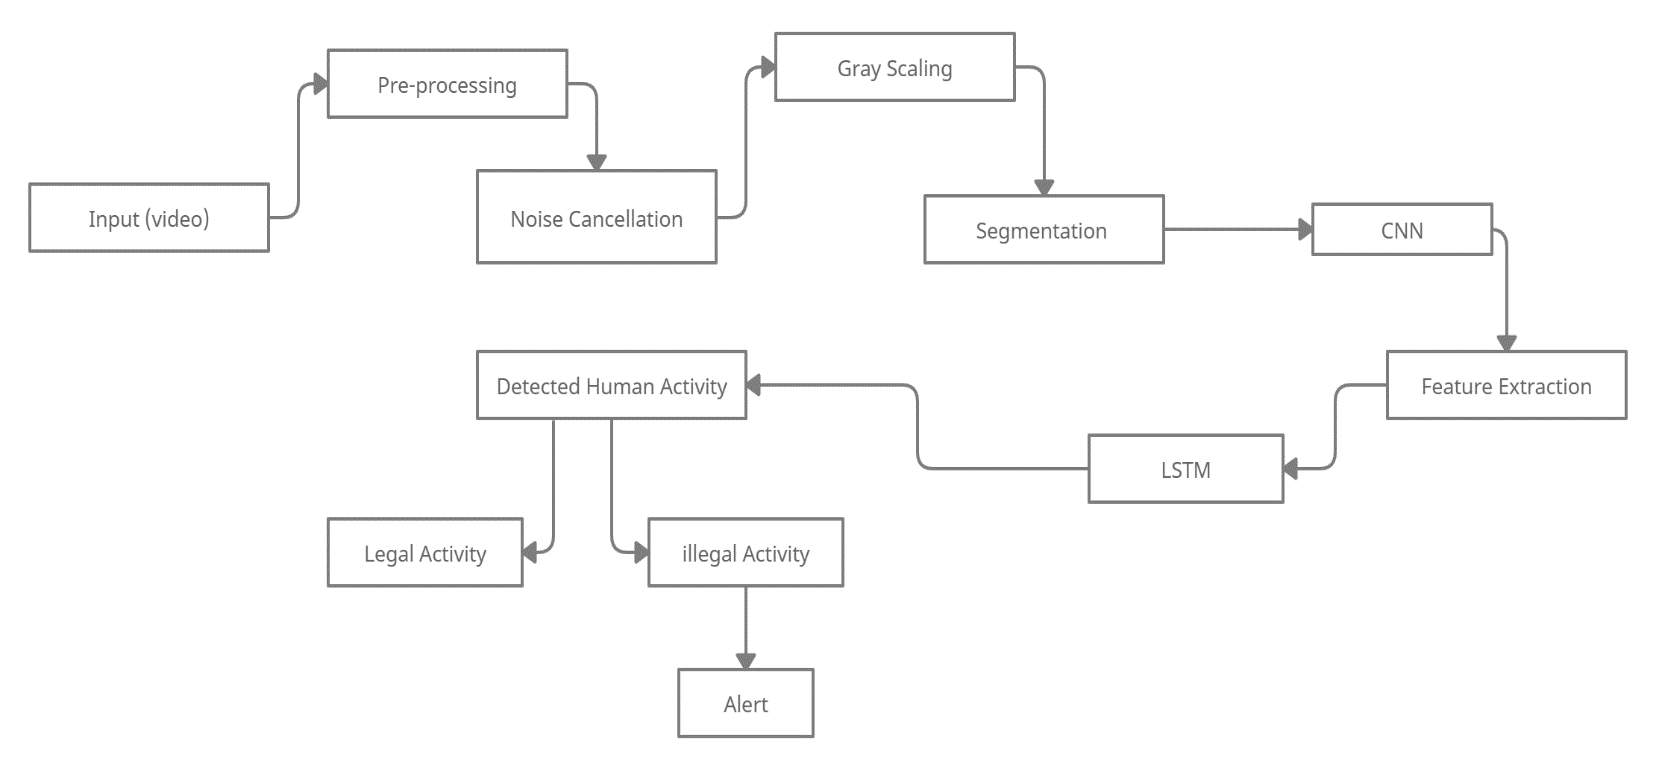 Input (video)
Pre-processing
Noise Cancellation
Gray Scaling
Segmentation
CNN
Feature Extraction
LSTM
Detected Human Activity
Legal Activity
illegal Activity
Alert